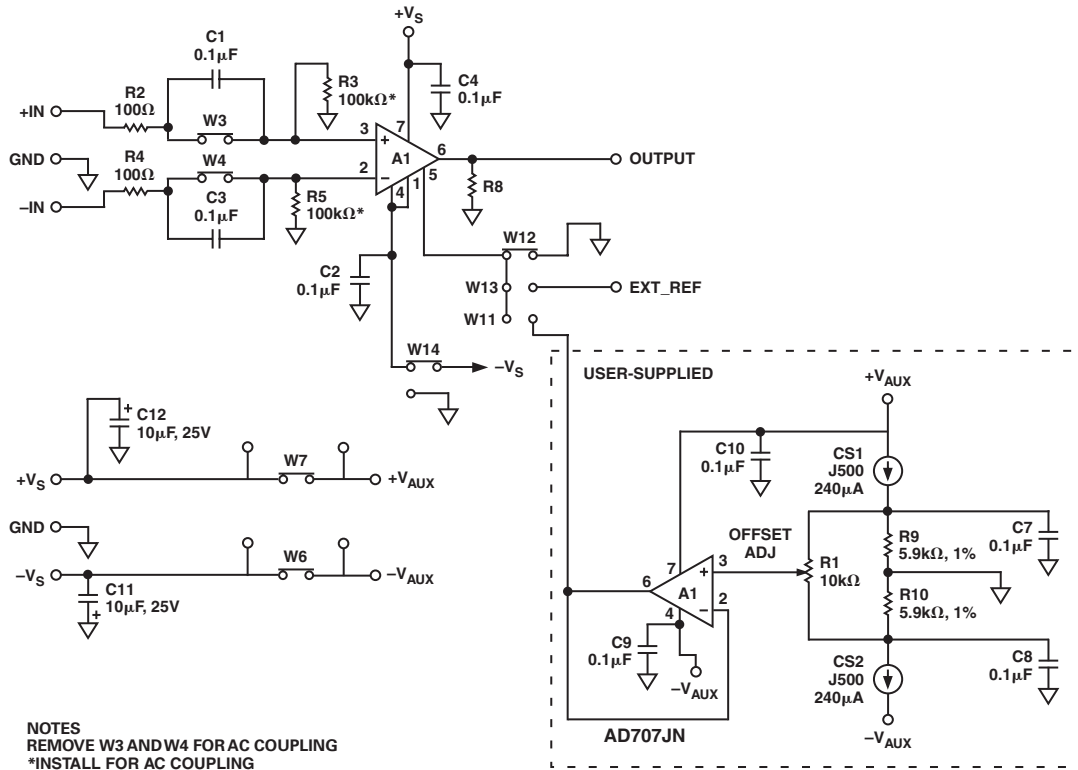 +VS
C1
0.1µF
R2
100Ω
+IN
W3
R3
100kΩ*
C4
0.1µF
3
+
7
A1
6
OUTPUT
GND
R4
100Ω
W4
2
–
4
1
5
R8
–IN
C3
0.1µF
R5
100kΩ*
C2
0.1µF
W12
W13
EXT_REF
W11
W14
–VS
USER-SUPPLIED
+VAUX
C12
10µF, 25V
+
+VS
W7
+VAUX
GND
–VS
W6
–VAUX
C11
10µF, 25V
+
C10
0.1µF
CS1
J500
240µA
OFFSET
ADJ
R1
10kΩ
R9
5.9kΩ, 1%
C7
0.1µF
R10
5.9kΩ, 1%
7
3
+
6
A1
2
–
4
C9
0.1µF
–VAUX
CS2
J500
240µA
C8
0.1µF
–VAUX
AD707JN
NOTES
REMOVE W3 AND W4 FOR AC COUPLING
*INSTALL FOR AC COUPLING